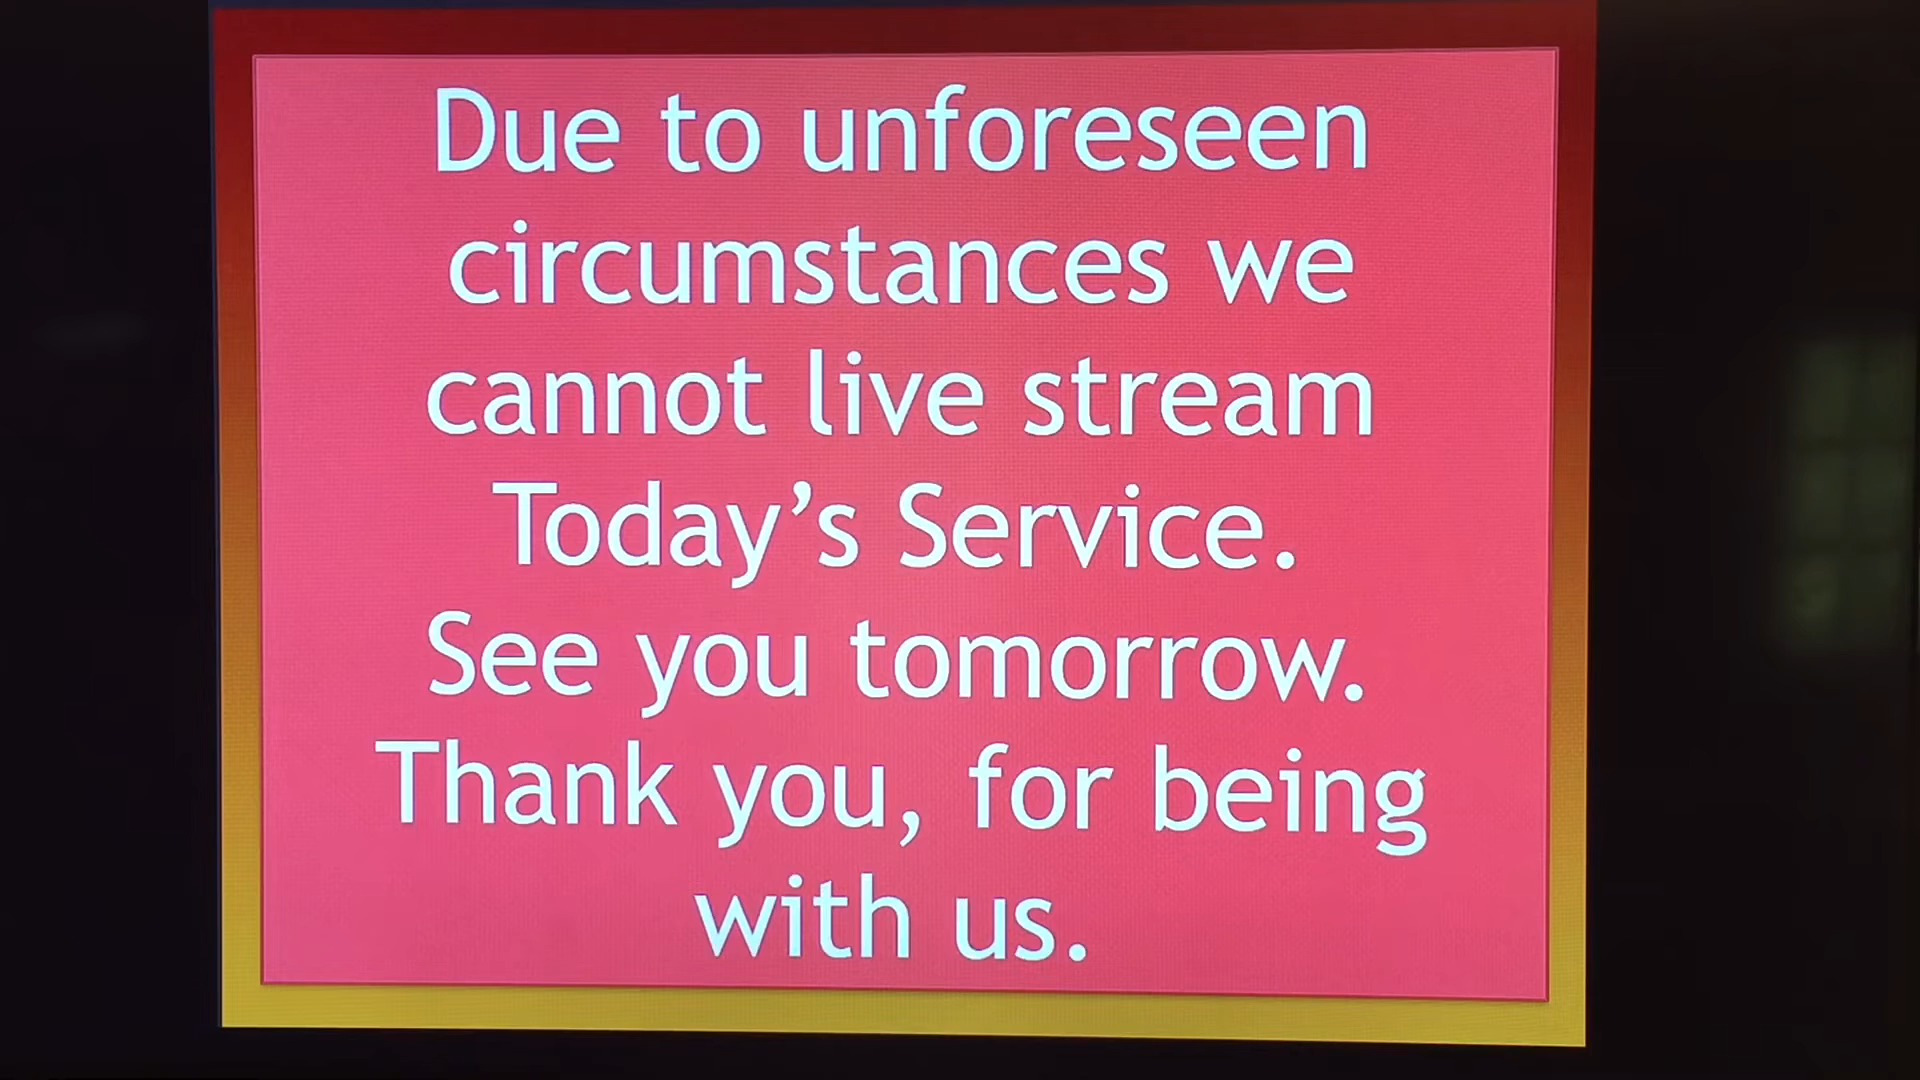 Due to unforeseen
circumstances we
cannot live stream
Today’s Service.
See you tomorrow.
Thank you, for being
with us.